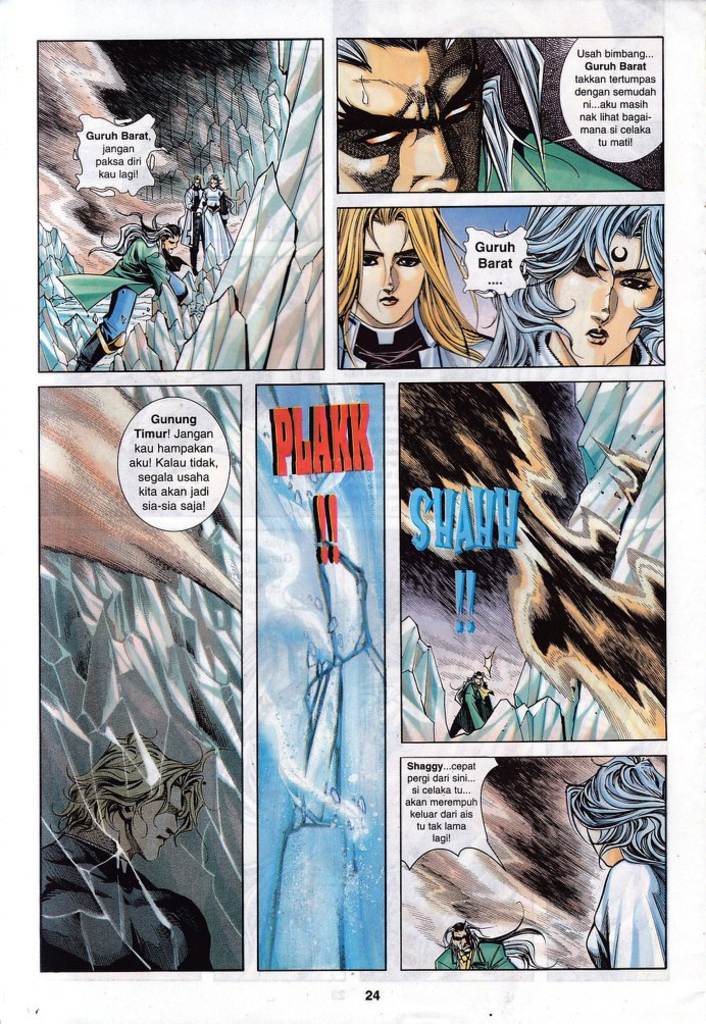 Guruh Barat,
jangan
paksa diri
kau lagi!
Usah bimbang...
Guruh Barat
takkan tertumpas
dengan semudah
ni...aku masih
nak lihat bagai-
mana si celaka
tu mati!
Guruh
Barat
....
Gunung
Timur! Jangan
kau hampakan
aku! Kalau tidak,
segala usaha
kita akan jadi
sia-sia saja!
PLAKK
!!
SHAHH
!!
Shaggy...cepat
pergi dari sini...
si celaka tu...
akan merempuh
keluar dari ais
tu tak lama
lagi!
24